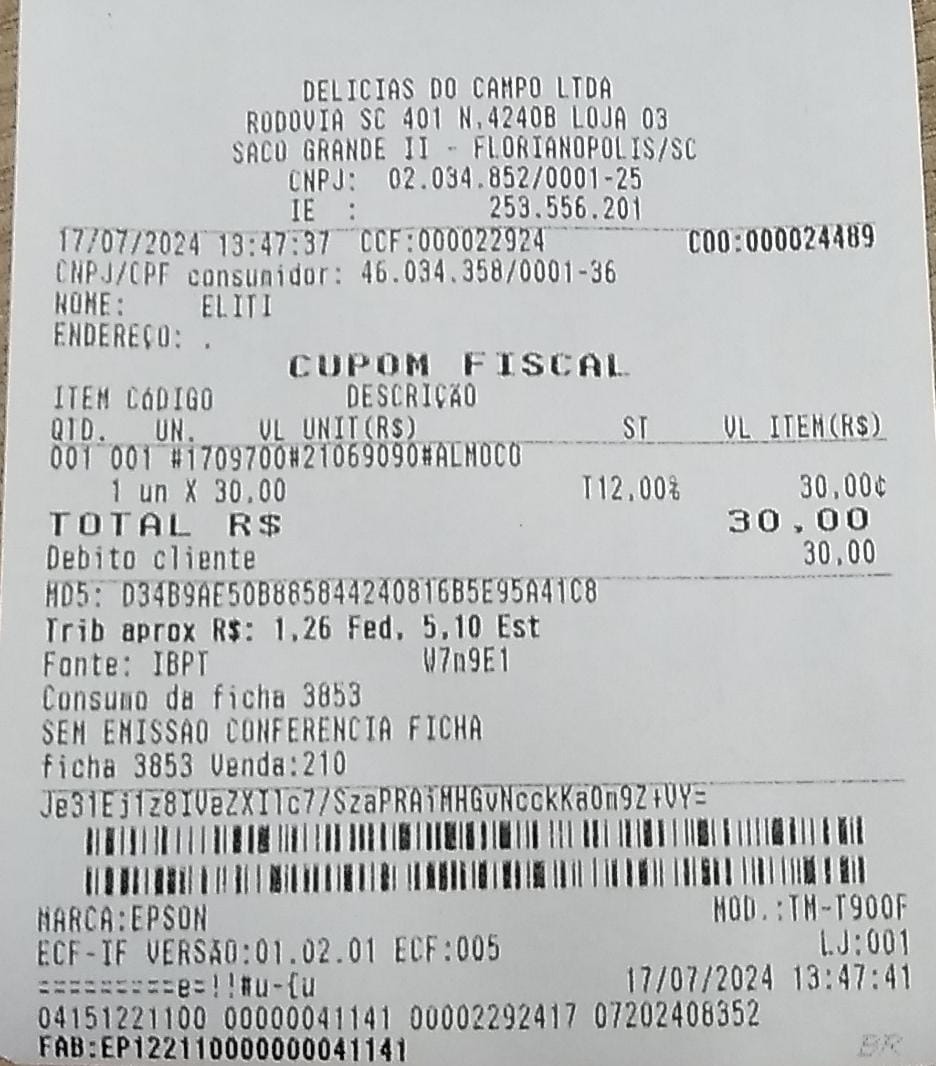 DELICIAS DO CAMPO LTDA
RODOVIA SC 401 N.4240B LOJA 03
SACO GRANDE II - FLORIANOPOLIS/SC
CNPJ: 02.034.852/0001-25
IE : 253.556.201
17/07/2024 13:47:37 CCF:000022924 COO:000024489
CNPJ/CPF consumidor: 46.034.358/0001-36
NOME: ELITI
ENDEREÇO: .
CUPOM FISCAL
ITEM CóDIGO DESCRIÇÃO
QTD. UN. VL UNIT(R$) ST VL ITEM(R$)
001 001 #1709700#21069090#ALMOCO
1 un X 30,00 T12,00% 30,00¢
TOTAL R$ 30,00
Debito cliente 30,00
MD5: D34B9AE50B885844240816B5E95A41C8
Trib aprox R$: 1,26 Fed, 5,10 Est
Fonte: IBPT W7n9E1
Consumo da ficha 3853
SEM EMISSAO CONFERENCIA FICHA
ficha 3853 Venda:210
MARCA:EPSON MOD.:TM-T900F
ECF-IF VERSÃO:01.02.01 ECF:005 LJ:001
==========e=!!#u-{u 17/07/2024 13:47:41
04151221100 00000041141 00002292417 07202408352
FAB:EP122110000000041141
BR